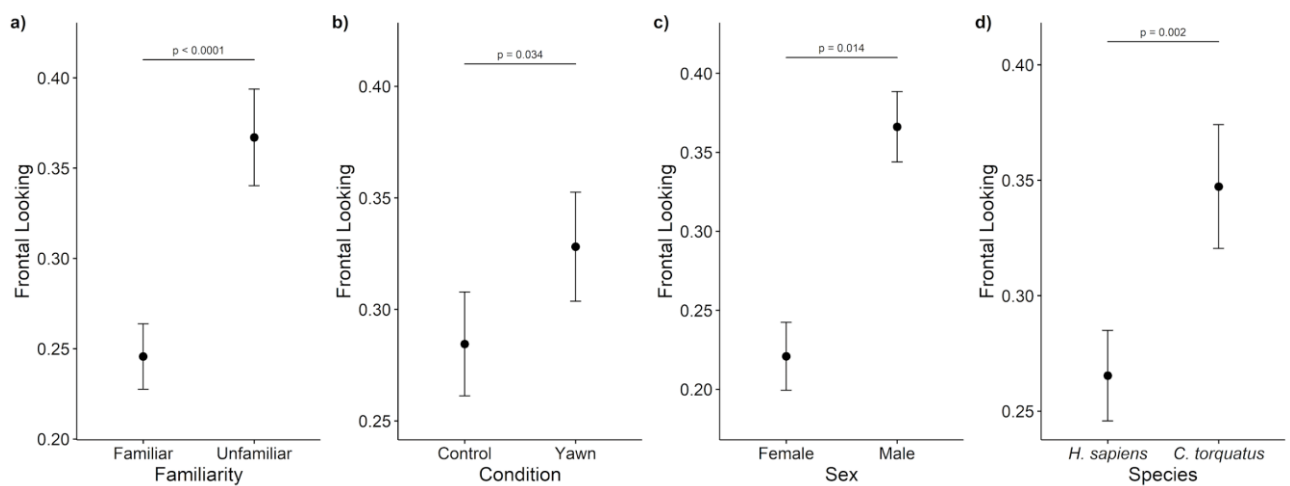 a)
p < 0.0001
0.40
0.35
0.30
0.25
0.20
Frontal Looking
Familiar Unfamiliar
Familiarity
b)
p = 0.034
0.40
0.35
0.30
0.25
Frontal Looking
Control Yawn
Condition
c)
p = 0.014
0.40
0.35
0.30
0.25
0.20
Frontal Looking
Female Male
Sex
d)
p = 0.002
0.40
0.35
0.30
0.25
Frontal Looking
H. sapiens C. torquatus
Species